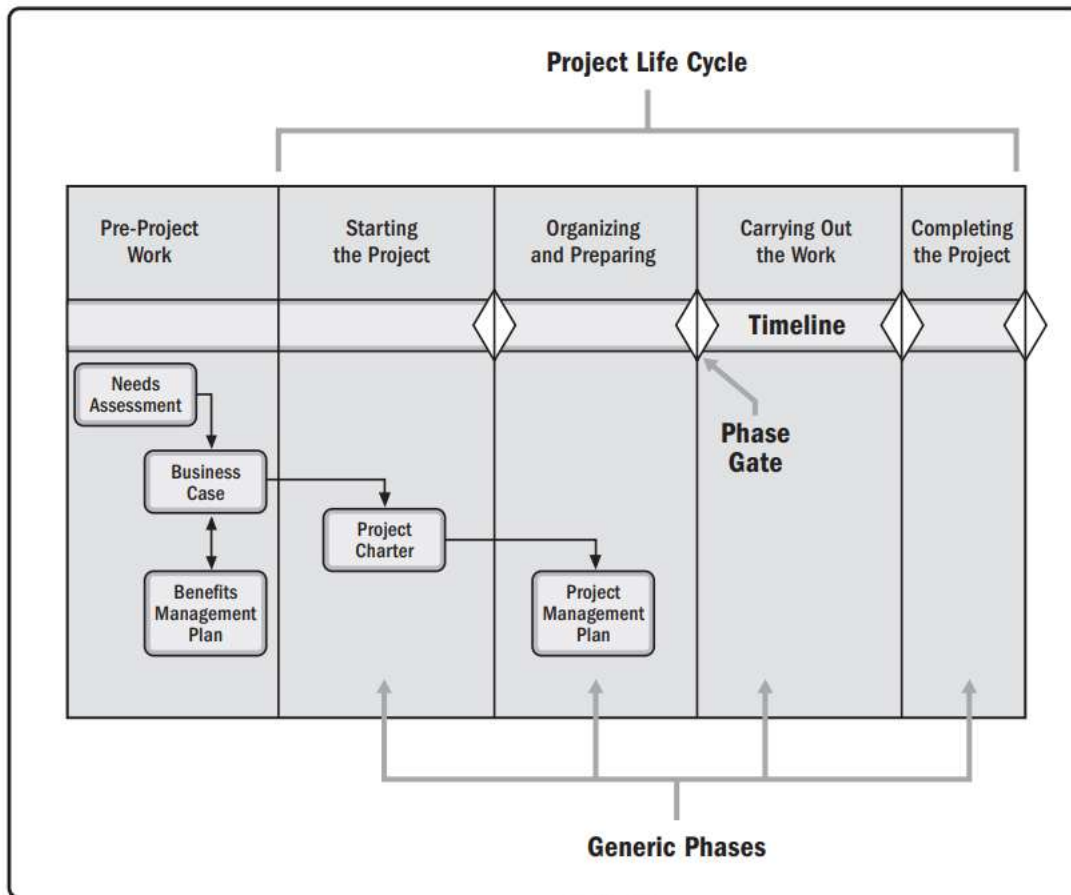 Project Life Cycle
Pre-Project
Work
Starting
the Project
Organizing
and Preparing
Carrying Out
the Work
Completing
the Project
Timeline
Needs
Assessment
Phase
Gate
Business
Case
Project
Charter
Benefits
Management
Plan
Project
Management
Plan
Generic Phases